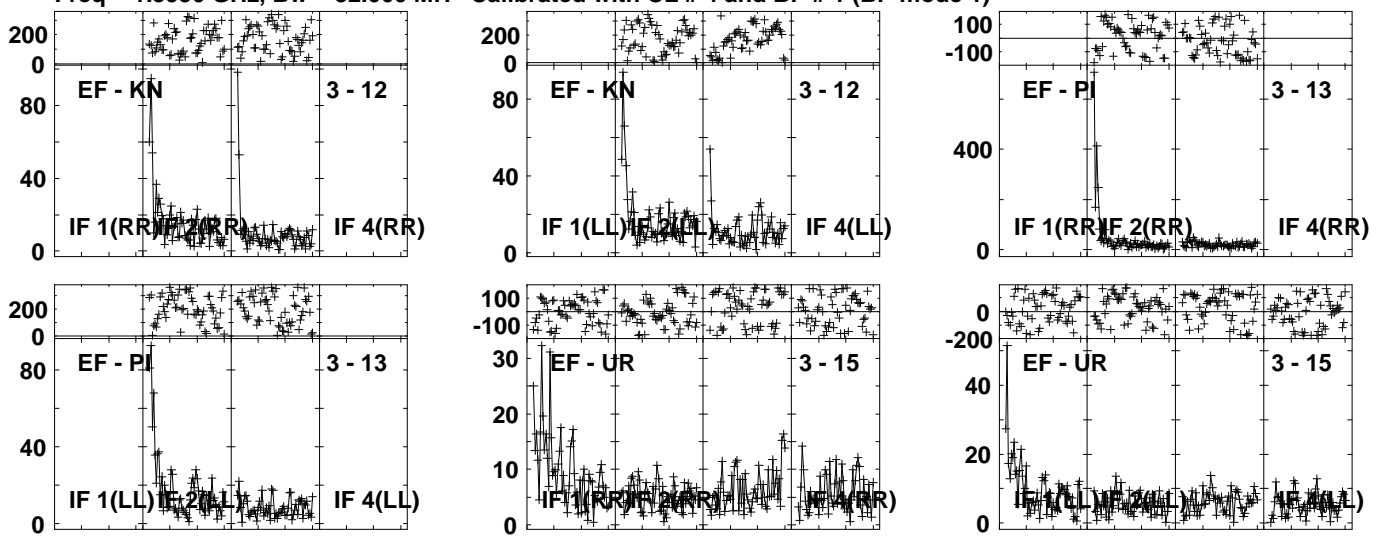 Freq = GHz, Bw = 32.000 MH Calibrated with CL # and BP # 1 (BP mode 1)
200
0
200
0
100
-100
EF - KN
3 - 12
EF - KN
3 - 12
EF - PI
3 - 13
80
40
0
80
40
0
400
0
IF 1(RR)
IF 2(RR)
IF 4(RR)
IF 1(LL)
IF 2(LL)
IF 4(LL)
IF 1(RR)
IF 2(RR)
IF 4(RR)
200
0
100
-100
0
-200
EF - PI
3 - 13
EF - UR
3 - 15
EF - UR
3 - 15
80
40
0
30
20
10
0
40
20
0
IF 1(LL)
IF 2(LL)
IF 4(LL)
IF 1(RR)
IF 2(RR)
IF 4(RR)
IF 1(LL)
IF 2(LL)
IF 4(LL)